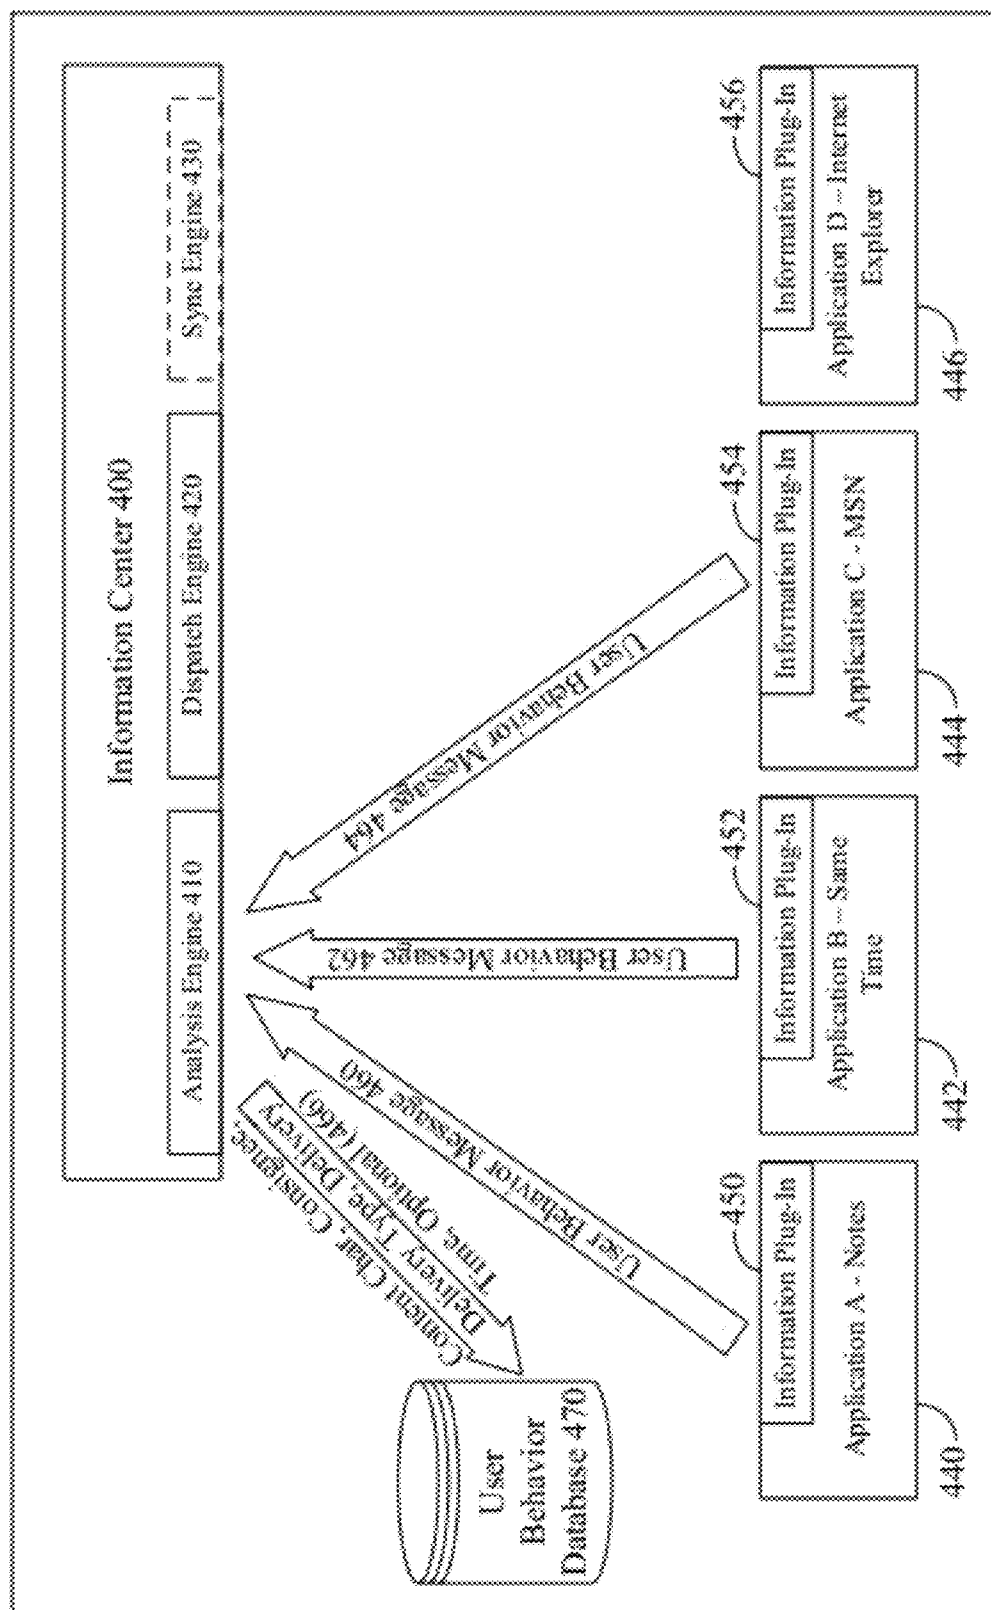 Information Center 400
Analysis Engine 410
Dispatch Engine 420
Sync Engine 430
Content Char, Consignee,
Delivery Type, Delivery
Time, Optional (466)
User Behavior Message 460
User Behavior Message 462
User Behavior Message 464
User
Behavior
Database 470
450
452
454
456
Information Plug-In
Application A - Notes
Information Plug-In
Application B – Sane
Time
Information Plug-In
Application C - MSN
Information Plug-In
Application D – Internet
Explorer
440
442
444
446